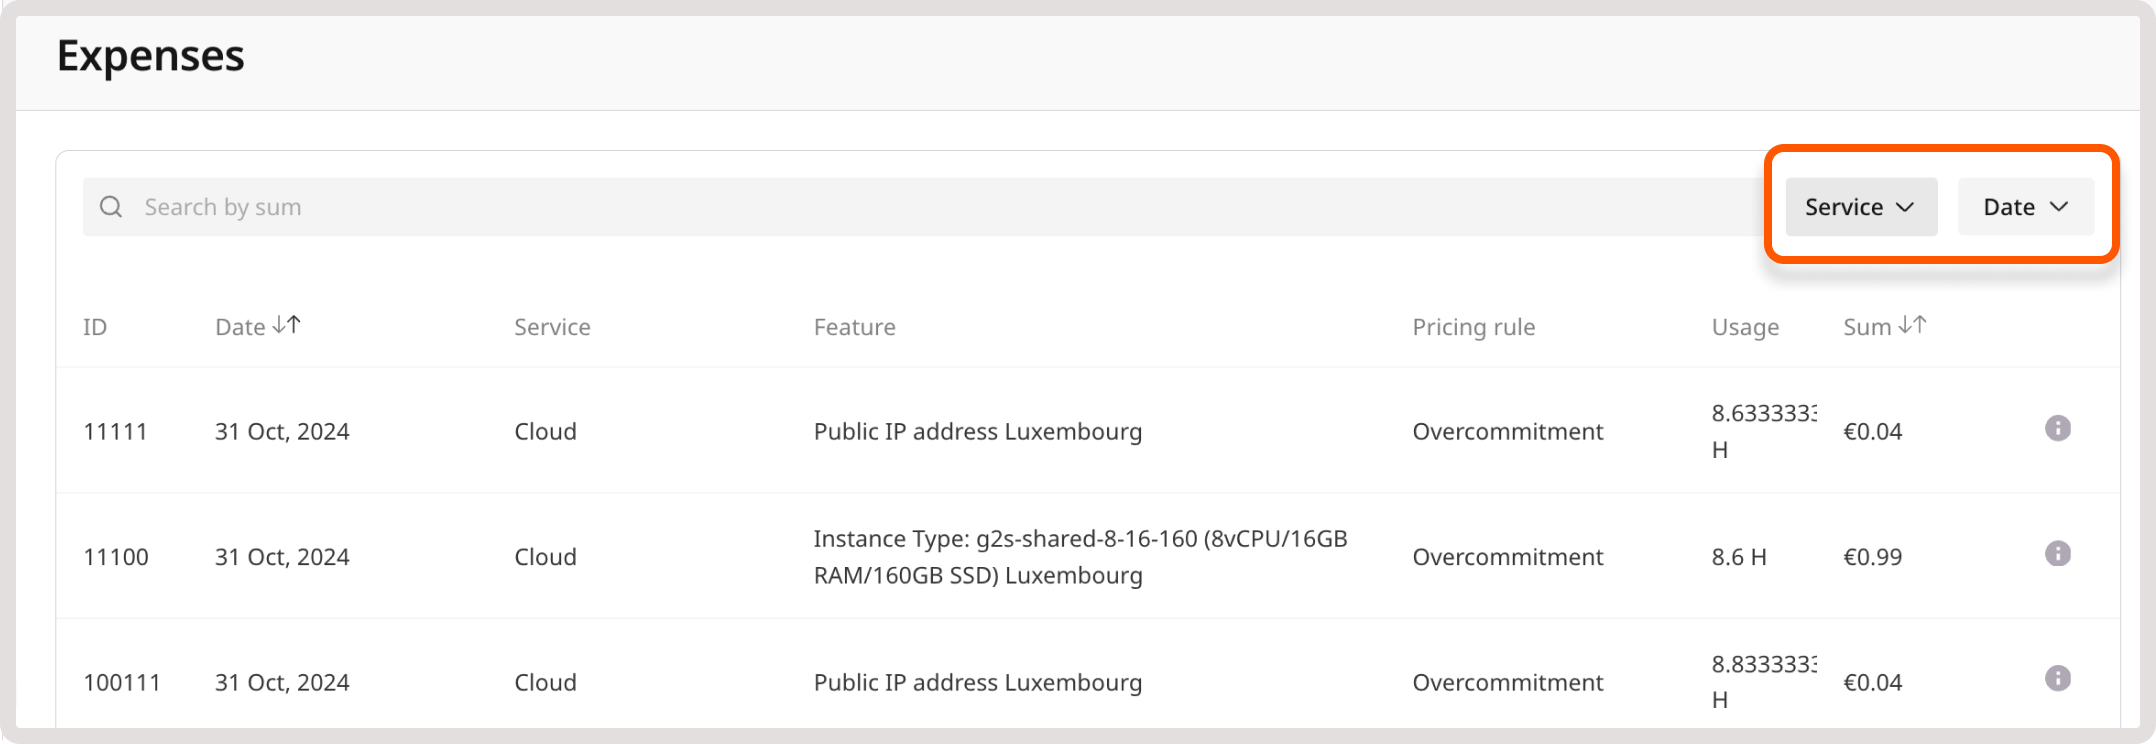 Expenses
Search by sum
Service
Date
ID Date Service Feature Pricing rule Usage Sum
11111 31 Oct, 2024 Cloud Public IP address Luxembourg Overcommitment 8.6333333 H €0.04
11100 31 Oct, 2024 Cloud Instance Type: g2s-shared-8-16-160 (8vCPU/16GB
RAM/160GB SSD) Luxembourg Overcommitment 8.6 H €0.99
100111 31 Oct, 2024 Cloud Public IP address Luxembourg Overcommitment 8.8333333 H €0.04